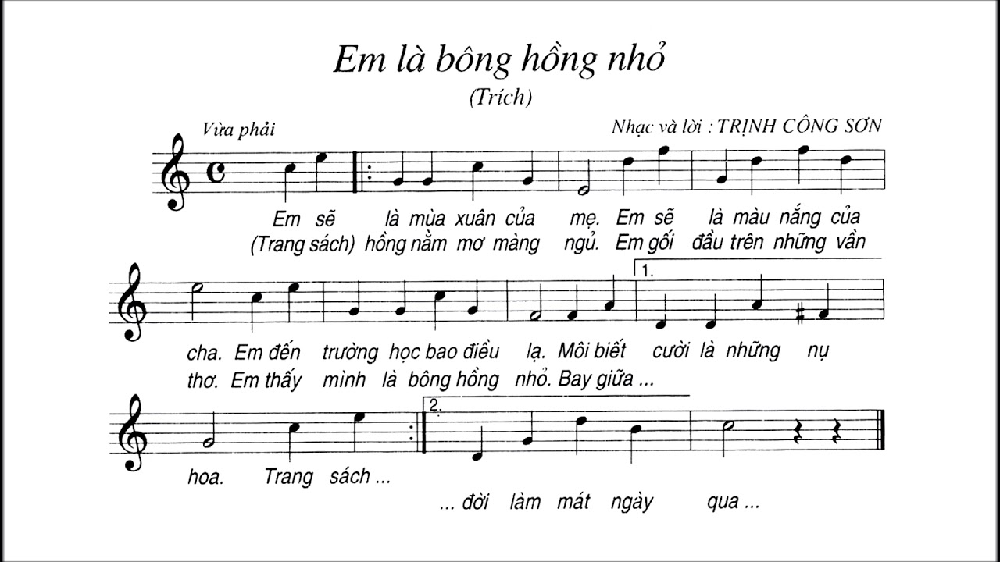 Em là bông hồng nhỏ
(Trích)
Vừa phải
Nhạc và lời : TRỊNH CÔNG SƠN
Em sẽ là mùa xuân của mẹ. Em sẽ là màu nắng của
(Trang sách) hồng nằm mơ màng ngủ. Em gối đầu trên những vần
1.
cha. Em đến trường học bao điều lạ. Môi biết cười là những nụ
thơ. Em thấy mình là bông hồng nhỏ. Bay giữa ...
2.
hoa. Trang sách ...
... đời làm mát ngày qua ...